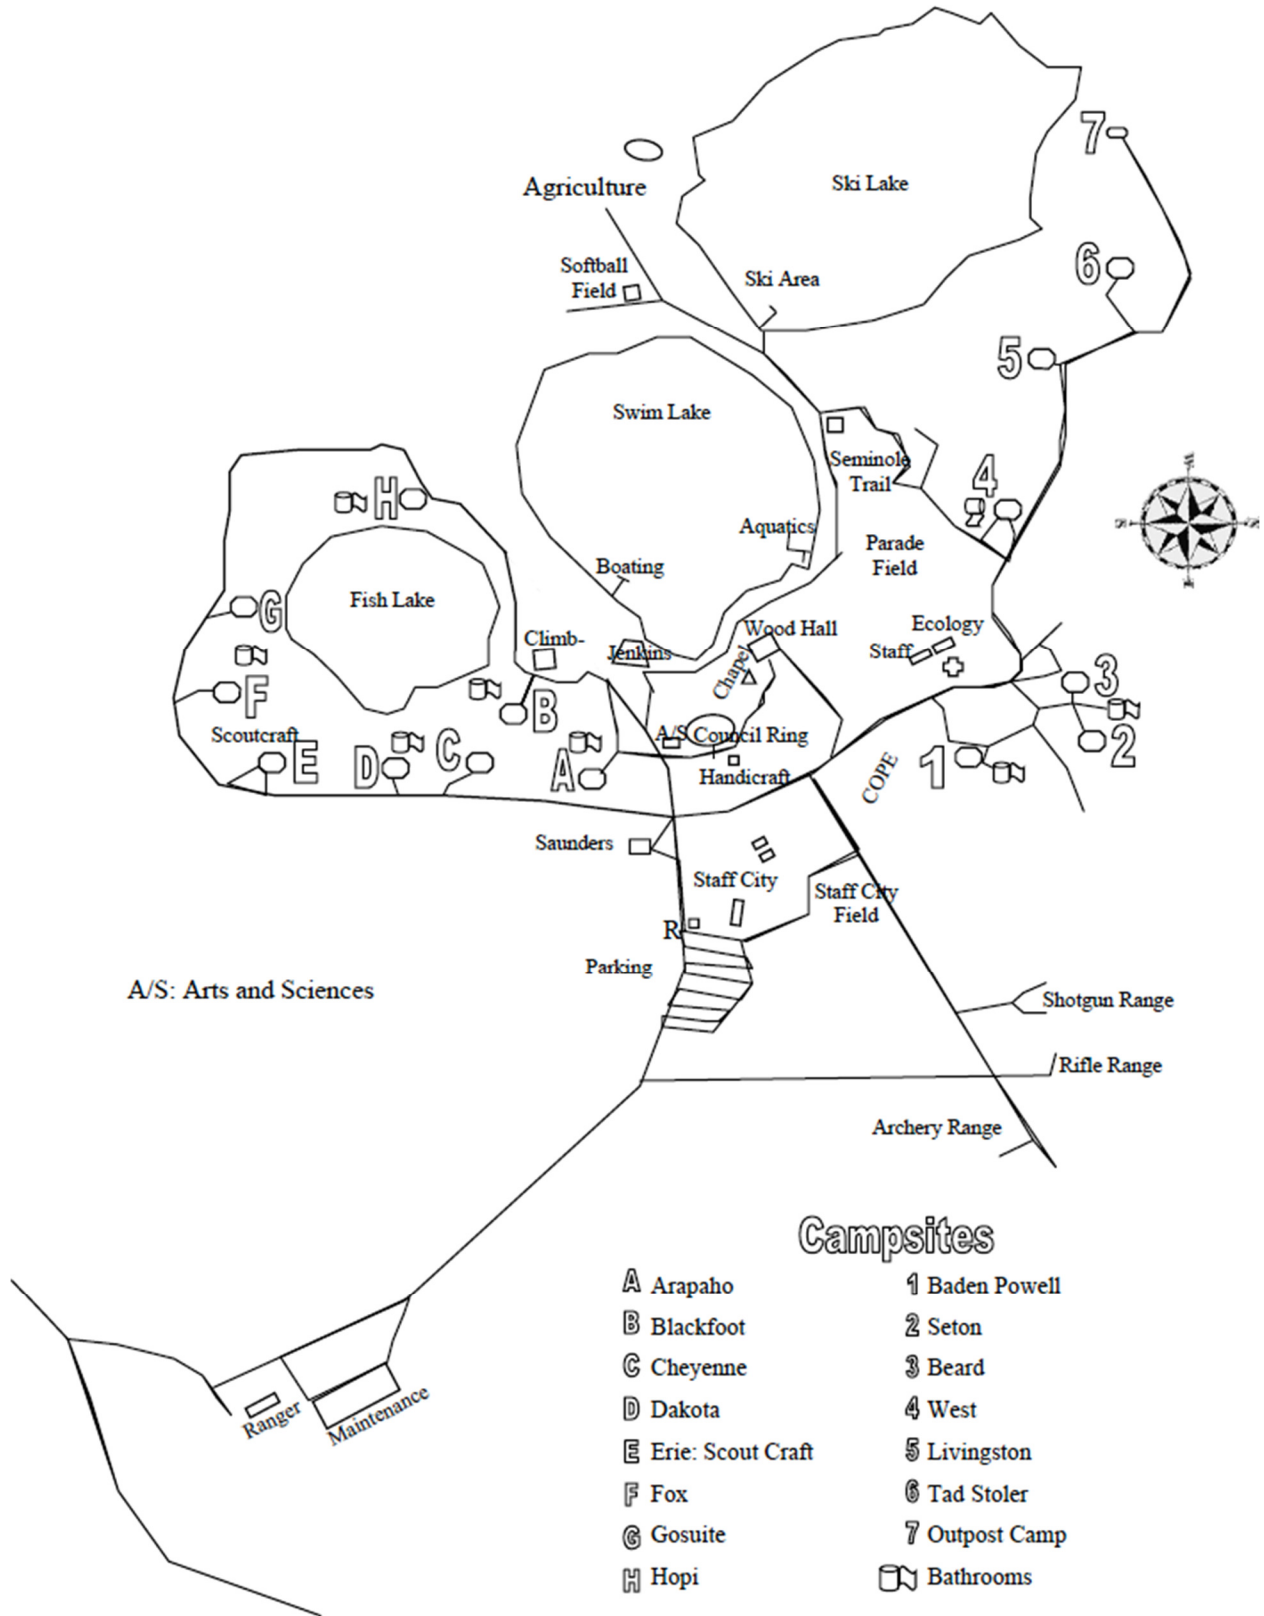 7
Ski Lake
Agriculture
6
Softball
Field
Ski Area
5
Swim Lake
Seminole
Trail
4
H
Aquatics
Parade
Field
Boating
Fish Lake
G
Climb-
Jenkins
Wood Hall
Ecology
Staff
Chapel
3
F
B
Scoutcraft
A/S
Council Ring
E
D
C
A
Handicraft
COPE
1
2
Saunders
Staff City
Staff City
Field
R
Parking
A/S: Arts and Sciences
Shotgun Range
Rifle Range
Archery Range
Ranger
Maintenance
Campsites
A Arapaho
B Blackfoot
C Cheyenne
D Dakota
E Erie: Scout Craft
F Fox
G Gosuite
H Hopi
1 Baden Powell
2 Seton
3 Beard
4 West
5 Livingston
6 Tad Stoler
7 Outpost Camp
Bathrooms